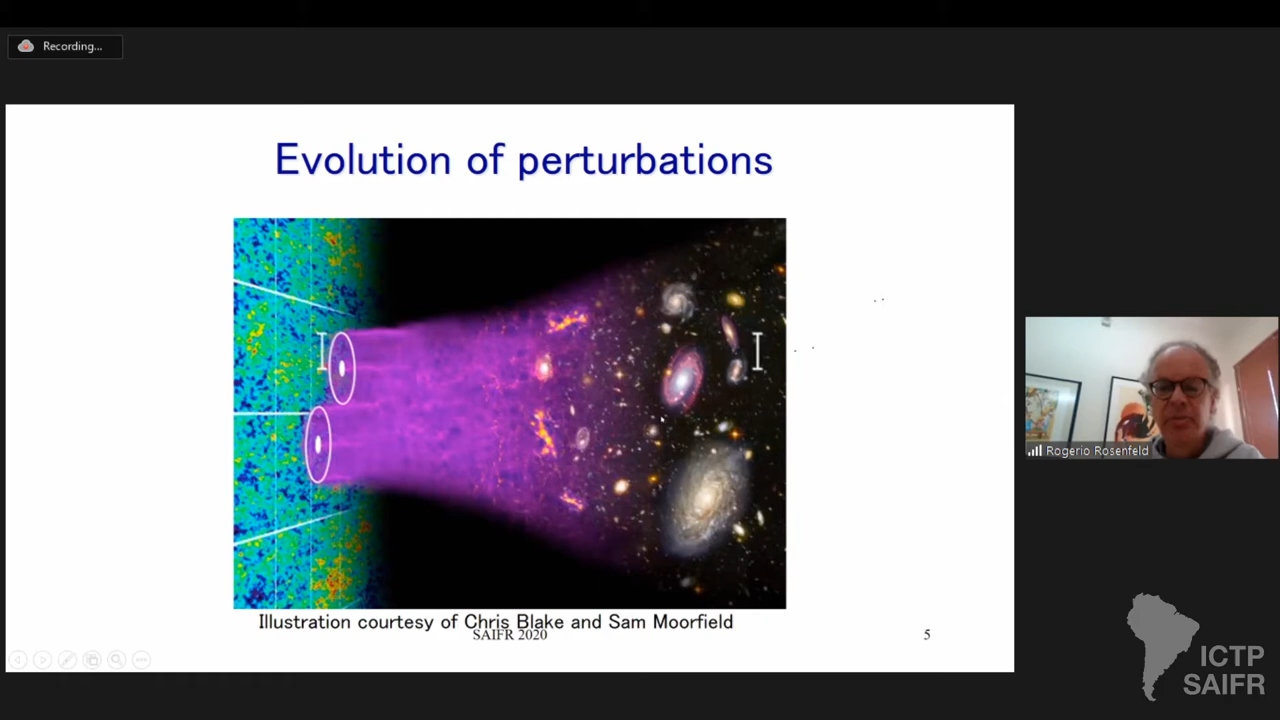 Recording...
Evolution of perturbations
Illustration courtesy of Chris Blake and Sam Moorfield
SAIFR 2020
5
Rogerio Rosenfeld
ICTP
SAIFR